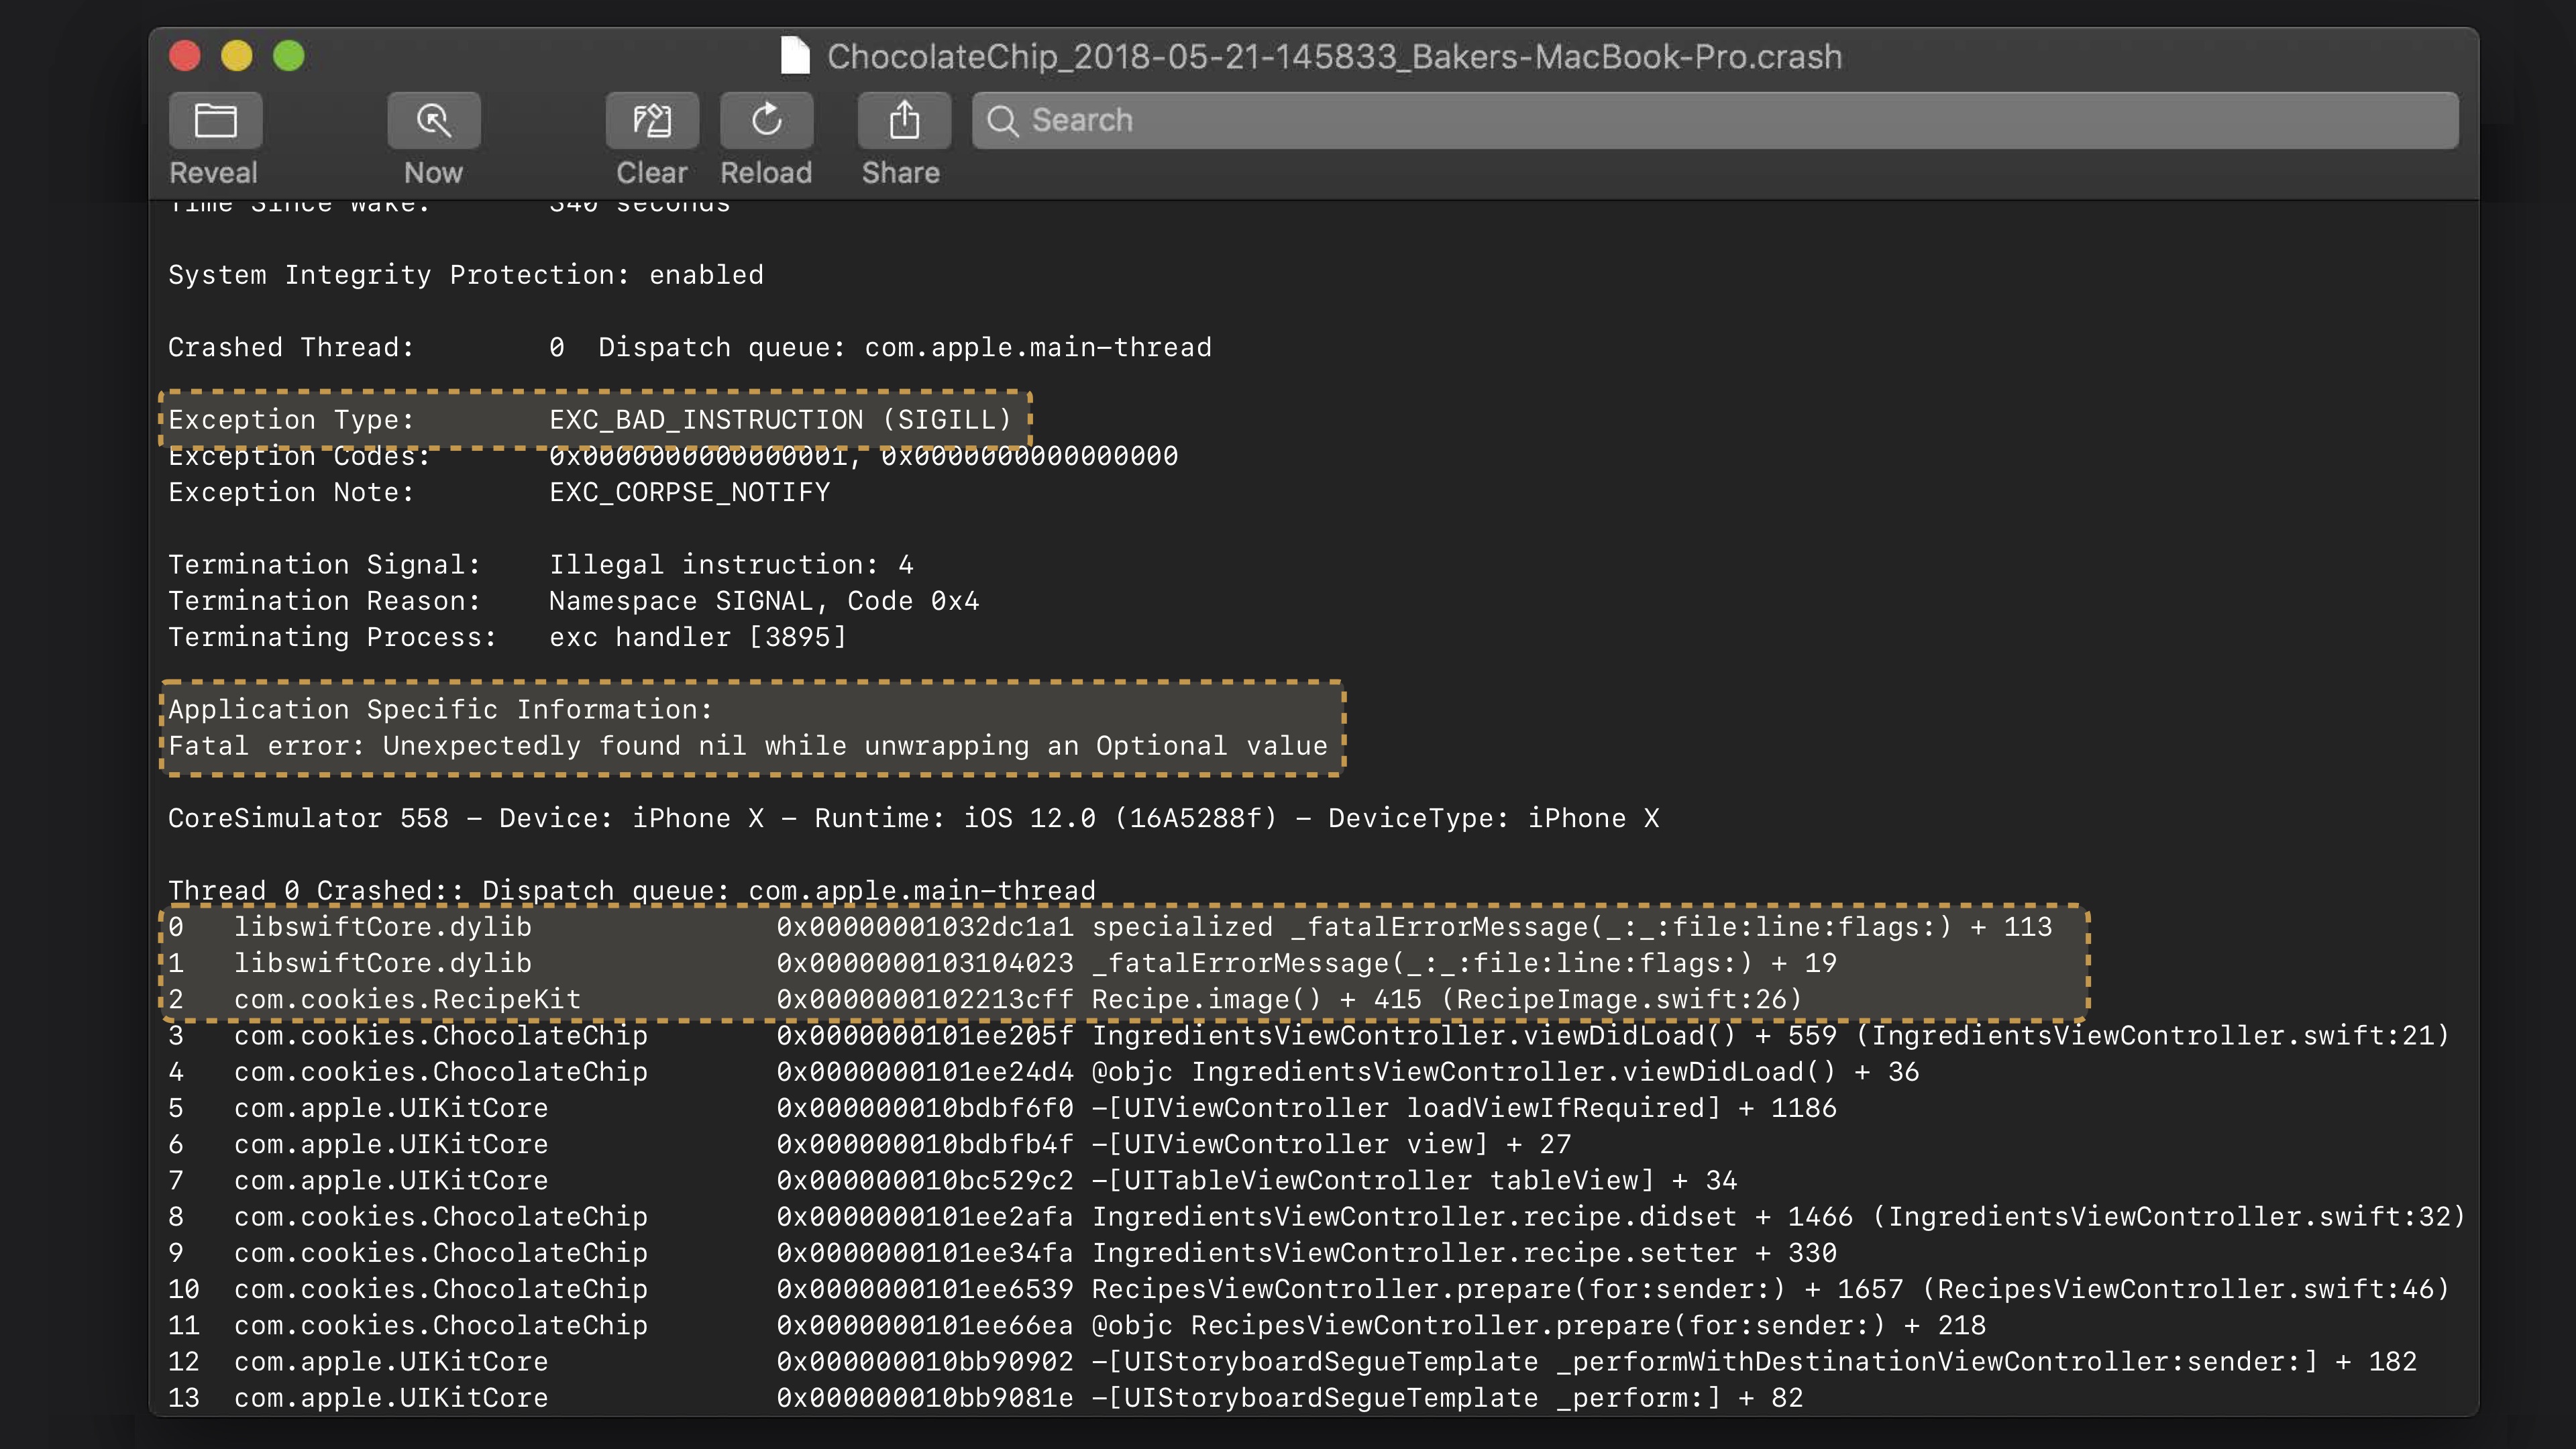 ChocolateChip_2018-05-21-145833_Bakers-MacBook-Pro.crash
Search
Reveal Now Clear Reload Share
Time Since Wake: 340 seconds
System Integrity Protection: enabled
Crashed Thread: 0 Dispatch queue: com.apple.main-thread
Exception Type: EXC_BAD_INSTRUCTION (SIGILL)
Exception Codes: 0x0000000000000001, 0x0000000000000000
Exception Note: EXC_CORPSE_NOTIFY
Termination Signal: Illegal instruction: 4
Termination Reason: Namespace SIGNAL, Code 0x4
Terminating Process: exc handler [3895]
Application Specific Information:
Fatal error: Unexpectedly found nil while unwrapping an Optional value
CoreSimulator 558 - Device: iPhone X - Runtime: iOS 12.0 (16A5288f) - DeviceType: iPhone X
Thread 0 Crashed:: Dispatch queue: com.apple.main-thread
0 libswiftCore.dylib 0x00000001032dc1a1 specialized _fatalErrorMessage(_:_:file:line:flags:) + 113
1 libswiftCore.dylib 0x0000000103104023 _fatalErrorMessage(_:_:file:line:flags:) + 19
2 com.cookies.RecipeKit 0x0000000102213cff Recipe.image() + 415 (RecipeImage.swift:26)
3 com.cookies.ChocolateChip 0x0000000101ee205f IngredientsViewController.viewDidLoad() + 559 (IngredientsViewController.swift:21)
4 com.cookies.ChocolateChip 0x0000000101ee24d4 @objc IngredientsViewController.viewDidLoad() + 36
5 com.apple.UIKitCore 0x000000010bdbf6f0 -[UIViewController loadViewIfRequired] + 1186
6 com.apple.UIKitCore 0x000000010bdbfb4f -[UIViewController view] + 27
7 com.apple.UIKitCore 0x000000010bc529c2 -[UITableViewController tableView] + 34
8 com.cookies.ChocolateChip 0x0000000101ee2afa IngredientsViewController.recipe.didset + 1466 (IngredientsViewController.swift:32)
9 com.cookies.ChocolateChip 0x0000000101ee34fa IngredientsViewController.recipe.setter + 330
10 com.cookies.ChocolateChip 0x0000000101ee6539 RecipesViewController.prepare(for:sender:) + 1657 (RecipesViewController.swift:46)
11 com.cookies.ChocolateChip 0x0000000101ee66ea @objc RecipesViewController.prepare(for:sender:) + 218
12 com.apple.UIKitCore 0x000000010bb90902 -[UIStoryboardSegueTemplate _performWithDestinationViewController:sender:] + 182
13 com.apple.UIKitCore 0x000000010bb9081e -[UIStoryboardSegueTemplate _perform:] + 82